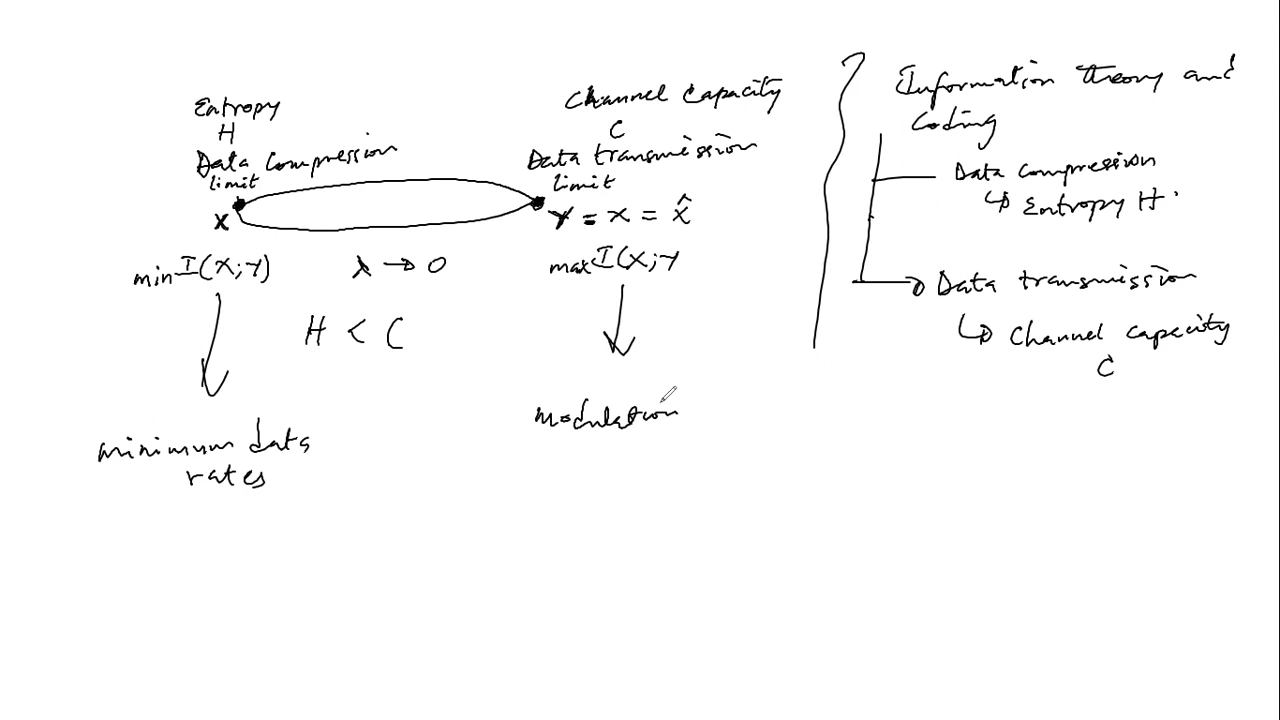 Entropy
H
Data compression
limit
X
min I(X;Y)
λ → 0
H < C
minimum data
rates
Channel capacity
C
Data transmission
limit
Y = X = X̂
max I(X;Y
modulation
Information theory and
coding
Data compression
↳ Entropy H
Data transmission
↳ Channel capacity
C